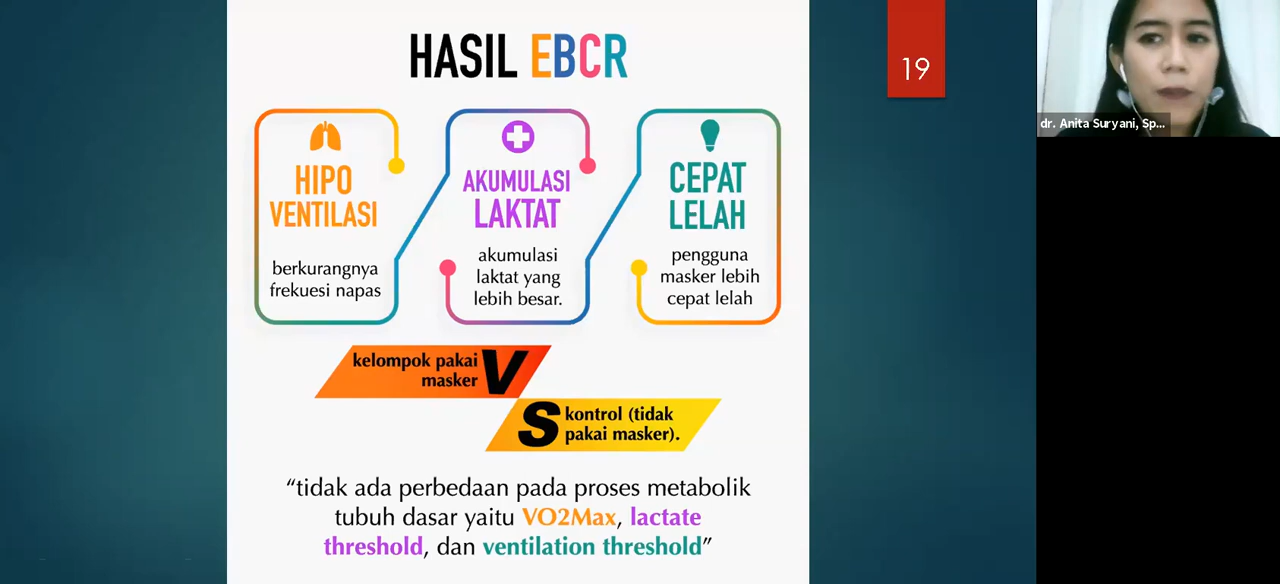 HASIL EBCR
19
dr. Anita Suryani, Sp...
HIPO
VENTILASI
berkurangnya
frekuesi napas
AKUMULASI
LAKTAT
akumulasi
laktat yang
lebih besar.
CEPAT
LELAH
pengguna
masker lebih
cepat lelah
kelompok pakai
masker
VS
kontrol (tidak
pakai masker).
“tidak ada perbedaan pada proses metabolik
tubuh dasar yaitu VO2Max, lactate
threshold, dan ventilation threshold”